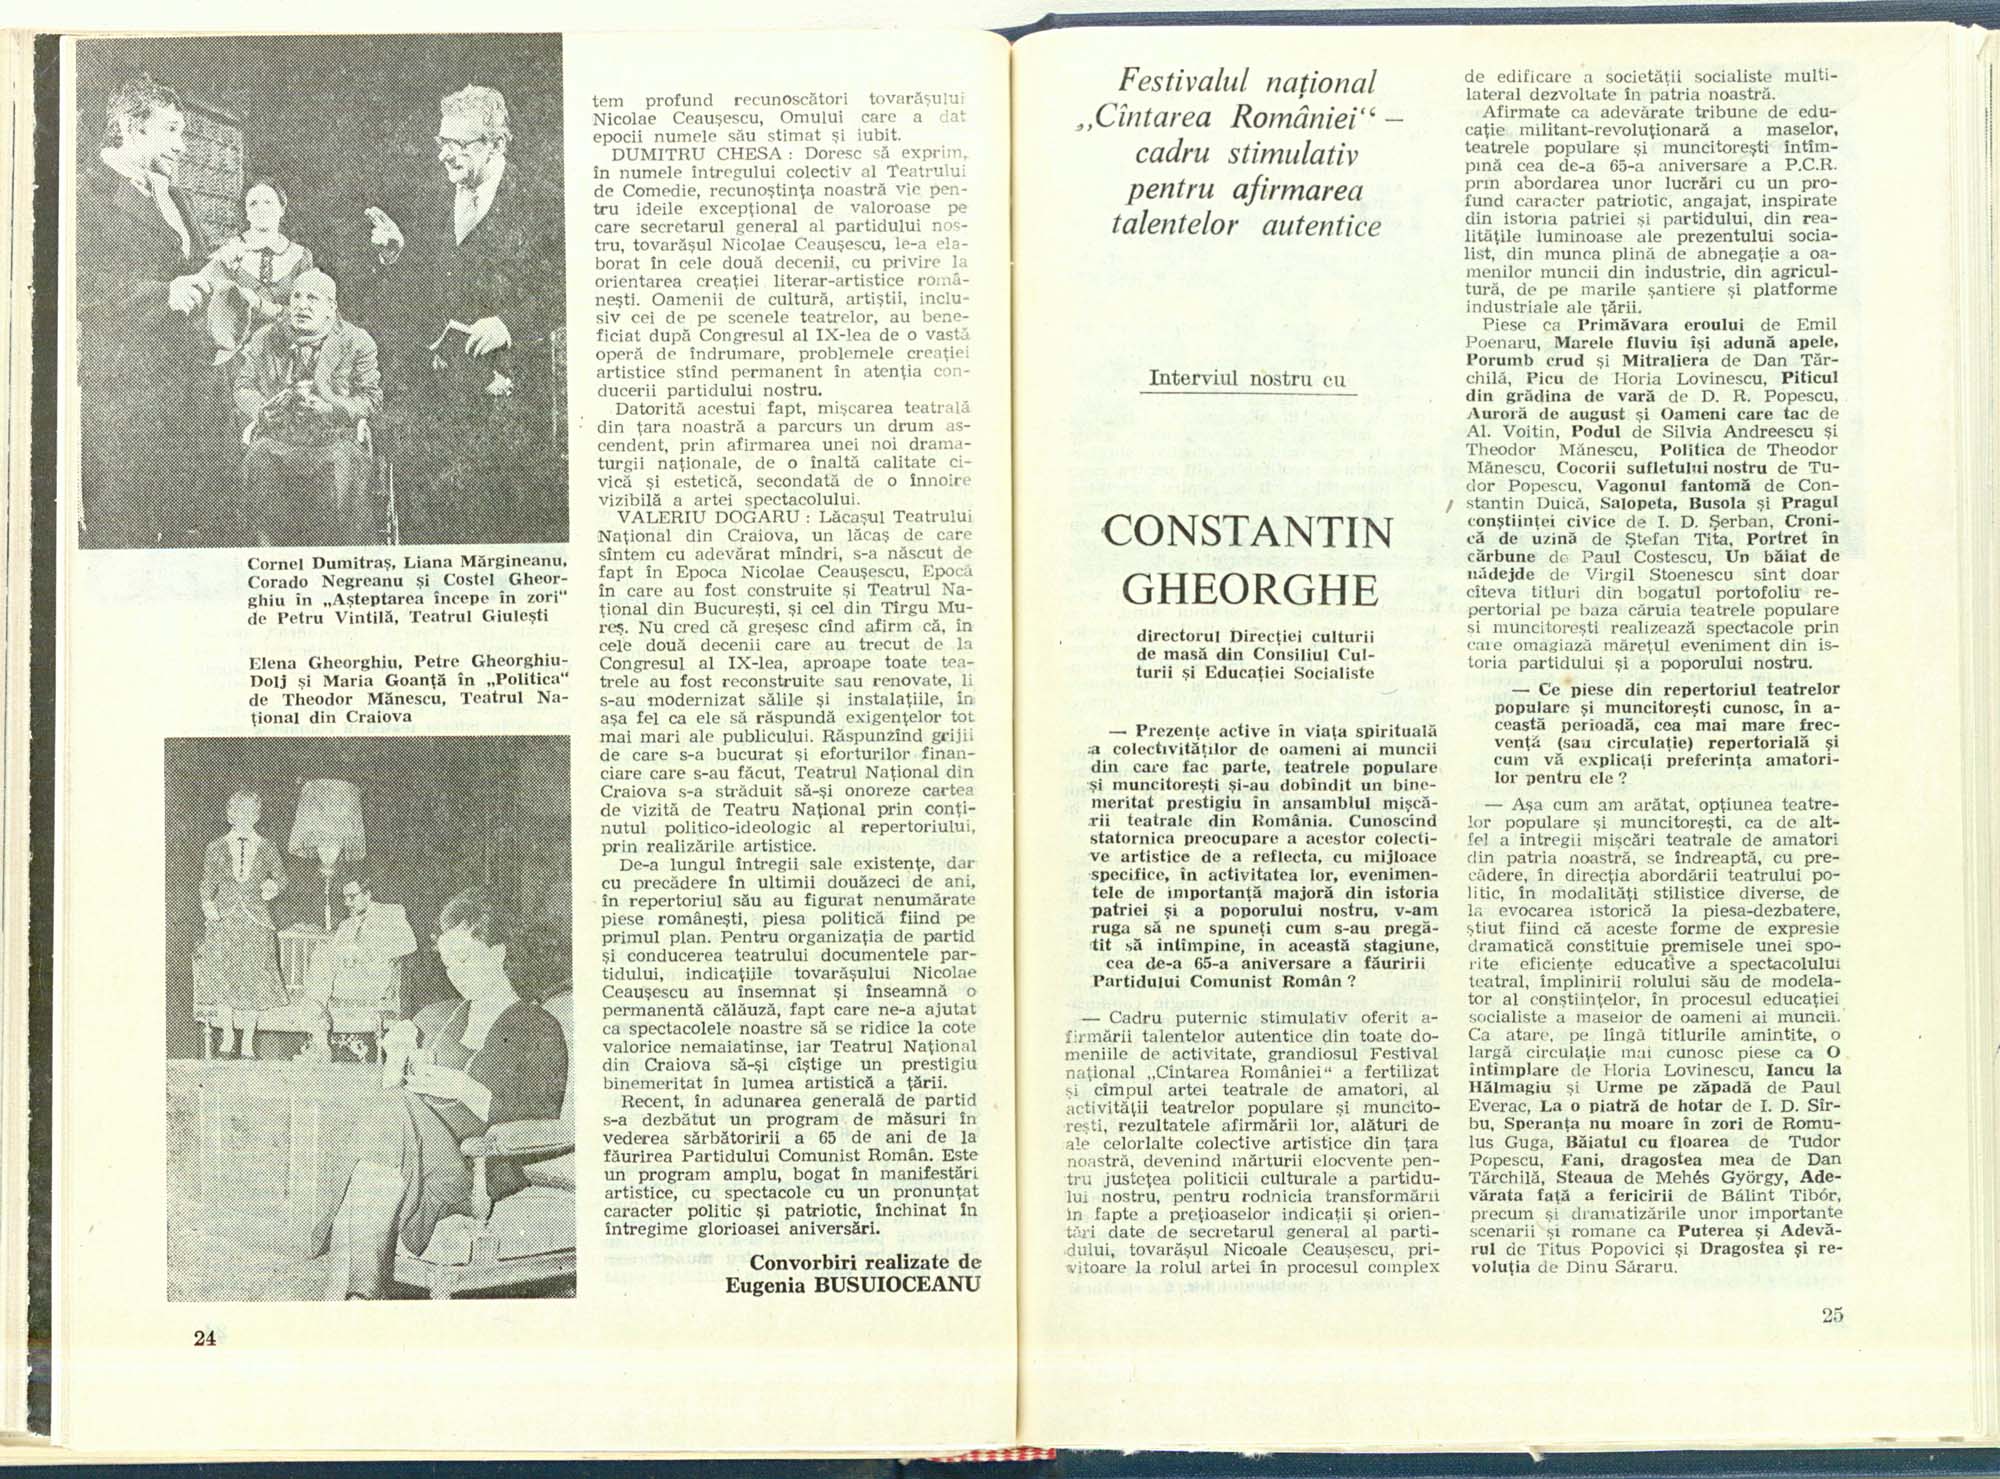 Cornel Dumitraș, Liana Mărgineanu,
Corado Negreanu și Costel Gheor-
ghiu în „Așteptarea începe în zori“
de Petru Vintilă, Teatrul Giulești
Elena Gheorghiu, Petre Gheorghiu-
Dolj și Maria Goanță în „Politica“
de Theodor Mănescu, Teatrul Na-
țional din Craiova
24
tem profund recunoscători tovarășului
Nicolae Ceaușescu, Omului care a dat
epocii numele său stimat și iubit.
DUMITRU CHESA : Doresc să exprim,
în numele întregului colectiv al Teatrului
de Comedie, recunoștința noastră vie pen-
tru ideile excepțional de valoroase pe
care secretarul general al partidului nos-
tru, tovarășul Nicolae Ceaușescu, le-a ela-
borat în cele două decenii, cu privire la
orientarea creației literar-artistice româ-
nești. Oamenii de cultură, artiștii, inclu-
siv cei de pe scenele teatrelor, au bene-
ficiat după Congresul al IX-lea de o vastă
operă de îndrumare, problemele creației
artistice stînd permanent în atenția con-
ducerii partidului nostru.
Datorită acestui fapt, mișcarea teatrală
din țara noastră a parcurs un drum as-
cendent, prin afirmarea unei noi drama-
turgii naționale, de o înaltă calitate ci-
vică și estetică, secondată de o înnoire
vizibilă a artei spectacolului.
VALERIU DOGARU : Lăcașul Teatrului
Național din Craiova, un lăcaș de care
sîntem cu adevărat mîndri, s-a născut de
fapt în Epoca Nicolae Ceaușescu, Epocă
în care au fost construite și Teatrul Na-
țional din București, și cel din Tîrgu Mu-
reș. Nu cred că greșesc cînd afirm că, în
cele două decenii care au trecut de la
Congresul al IX-lea, aproape toate tea-
trele au fost reconstruite sau renovate, li
s-au modernizat sălile și instalațiile, în
așa fel ca ele să răspundă exigențelor tot
mai mari ale publicului. Răspunzînd grijii
de care s-a bucurat și eforturilor finan-
ciare care s-au făcut, Teatrul Național din
Craiova s-a străduit să-și onoreze cartea
de vizită de Teatru Național prin conți-
nutul politico-ideologic al repertoriului,
prin realizările artistice.
De-a lungul întregii sale existențe, dar
cu precădere în ultimii douăzeci de ani,
în repertoriul său au figurat nenumărate
piese românești, piesa politică fiind pe
primul plan. Pentru organizația de partid
și conducerea teatrului documentele par-
tidului, indicațiile tovarășului Nicolae
Ceaușescu au însemnat și înseamnă o
permanentă călăuză, fapt care ne-a ajutat
ca spectacolele noastre să se ridice la cote
valorice nemaiatinse, iar Teatrul Național
din Craiova să-și cîștige un prestigiu
binemeritat în lumea artistică a țării.
Recent, în adunarea generală de partid
s-a dezbătut un program de măsuri în
vederea sărbătoririi a 65 de ani de la
făurirea Partidului Comunist Român. Este
un program amplu, bogat în manifestări
artistice, cu spectacole cu un pronunțat
caracter politic și patriotic, închinat în
întregime glorioasei aniversări.
Convorbiri realizate de
Eugenia BUSUIOCEANU
Festivalul național
„Cîntarea României“ —
cadru stimulativ
pentru afirmarea
talentelor autentice
Interviul nostru cu
CONSTANTIN
GHEORGHE
directorul Direcției culturii
de masă din Consiliul Cul-
turii și Educației Socialiste
— Prezențe active în viața spirituală
a colectivităților de oameni ai muncii
din care fac parte, teatrele populare
și muncitorești și-au dobîndit un bine-
meritat prestigiu în ansamblul mișcă-
rii teatrale din România. Cunoscînd
statornica preocupare a acestor colecti-
ve artistice de a reflecta, cu mijloace
specifice, în activitatea lor, evenimen-
tele de importanță majoră din istoria
patriei și a poporului nostru, v-am
ruga să ne spuneți cum s-au pregă-
tit să întîmpine, în această stagiune,
cea de-a 65-a aniversare a făuririi
Partidului Comunist Român ?
— Cadru puternic stimulativ oferit a-
firmării talentelor autentice din toate do-
meniile de activitate, grandiosul Festival
național „Cîntarea României“ a fertilizat
și cîmpul artei teatrale de amatori, al
activității teatrelor populare și muncito-
rești, rezultatele afirmării lor, alături de
ale celorlalte colective artistice din țara
noastră, devenind mărturii elocvente pen-
tru justețea politicii culturale a partidu-
lui nostru, pentru rodnicia transformării
în fapte a prețioaselor indicații și orien-
tări date de secretarul general al parti-
dului, tovarășul Nicoale Ceaușescu, pri-
vitoare la rolul artei în procesul complex
de edificare a societății socialiste multi-
lateral dezvoltate în patria noastră.
Afirmate ca adevărate tribune de edu-
cație militant-revoluționară a maselor,
teatrele populare și muncitorești întîm-
pină cea de-a 65-a aniversare a P.C.R.
prin abordarea unor lucrări cu un pro-
fund caracter patriotic, angajat, inspirate
din istoria patriei și partidului, din rea-
litățile luminoase ale prezentului socia-
list, din munca plină de abnegație a oa-
menilor muncii din industrie, din agricul-
tură, de pe marile șantiere și platforme
industriale ale țării.
Piese ca Primăvara eroului de Emil
Poenaru, Marele fluviu își adună apele,
Porumb crud și Mitraliera de Dan Tăr-
chilă, Picu de Horia Lovinescu, Piticul
din grădina de vară de D. R. Popescu,
Auroră de august și Oameni care tac de
Al. Voitin, Podul de Silvia Andreescu și
Theodor Mănescu, Politica de Theodor
Mănescu, Cocorii sufletului nostru de Tu-
dor Popescu, Vagonul fantomă de Con-
stantin Duică, Salopeta, Busola și Pragul
conștiinței civice de I. D. Șerban, Croni-
că de uzină de Ștefan Tita, Portret în
cărbune de Paul Costescu, Un băiat de
nădejde de Virgil Stoenescu sînt doar
cîteva titluri din bogatul portofoliu re-
pertorial pe baza căruia teatrele populare
și muncitorești realizează spectacole prin
care omagiază mărețul eveniment din is-
toria partidului și a poporului nostru.
— Ce piese din repertoriul teatrelor
populare și muncitorești cunosc, în a-
ceastă perioadă, cea mai mare frec-
vență (sau circulație) repertorială și
cum vă explicați preferința amatori-
lor pentru ele ?
— Așa cum am arătat, opțiunea teatre-
lor populare și muncitorești, ca de alt-
fel a întregii mișcări teatrale de amatori
din patria noastră, se îndreaptă, cu pre-
cădere, în direcția abordării teatrului po-
litic, în modalități stilistice diverse, de
la evocarea istorică la piesa-dezbatere,
știut fiind că aceste forme de expresie
dramatică constituie premisele unei spo-
rite eficiențe educative a spectacolului
teatral, împlinirii rolului său de modela-
tor al conștiințelor, în procesul educației
socialiste a maselor de oameni ai muncii.
Ca atare, pe lîngă titlurile amintite, o
largă circulație mai cunosc piese ca O
întîmplare de Horia Lovinescu, Iancu la
Hălmagiu și Urme pe zăpadă de Paul
Everac, La o piatră de hotar de I. D. Sîr-
bu, Speranța nu moare în zori de Romu-
lus Guga, Băiatul cu floarea de Tudor
Popescu, Fani, dragostea mea de Dan
Tărchilă, Steaua de Mehés György, Ade-
vărata față a fericirii de Bálint Tibór,
precum și dramatizările unor importante
scenarii și romane ca Puterea și Adevă-
rul de Titus Popovici și Dragostea și re-
voluția de Dinu Săraru.
25